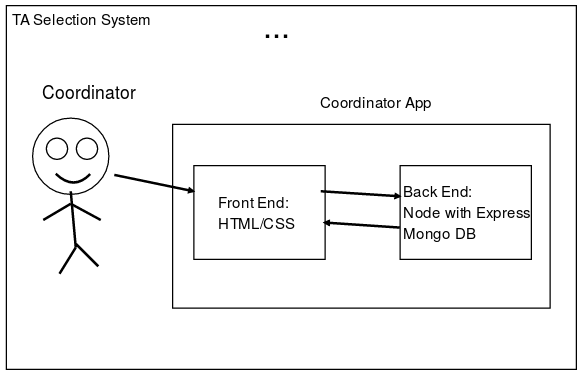 TA Selection System
...
Coordinator
Coordinator App
Front End:
HTML/CSS
Back End:
Node with Express
Mongo DB